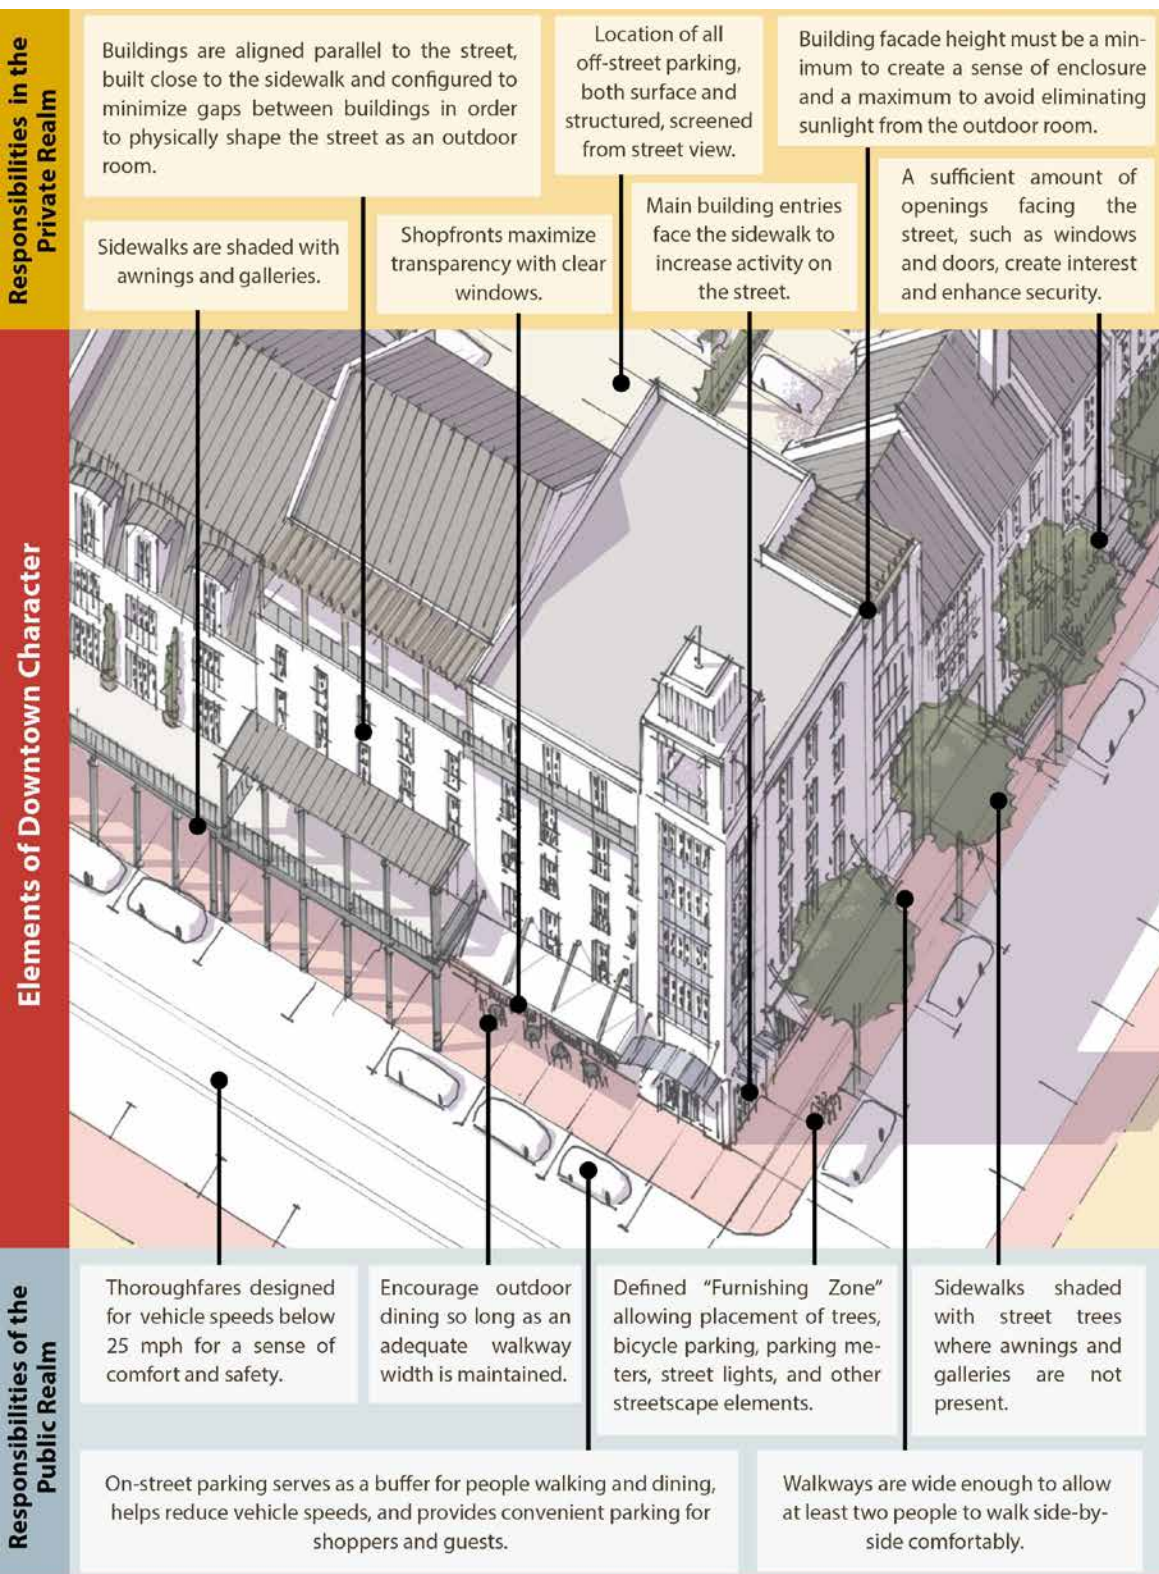 Responsibilities in the
Private Realm
Buildings are aligned parallel to the street,
built close to the sidewalk and configured to
minimize gaps between buildings in order
to physically shape the street as an outdoor
room.
Location of all
off-street parking,
both surface and
structured, screened
from street view.
Building facade height must be a min-
imum to create a sense of enclosure
and a maximum to avoid eliminating
sunlight from the outdoor room.
Sidewalks are shaded with
awnings and galleries.
Shopfronts maximize
transparency with clear
windows.
Main building entries
face the sidewalk to
increase activity on
the street.
A sufficient amount of
openings facing the
street, such as windows
and doors, create interest
and enhance security.
Elements of Downtown Character
Responsibilities of the
Public Realm
Thoroughfares designed
for vehicle speeds below
25 mph for a sense of
comfort and safety.
Encourage outdoor
dining so long as an
adequate walkway
width is maintained.
Defined “Furnishing Zone”
allowing placement of trees,
bicycle parking, parking me-
ters, street lights, and other
streetscape elements.
Sidewalks shaded
with street trees
where awnings and
galleries are not
present.
On-street parking serves as a buffer for people walking and dining,
helps reduce vehicle speeds, and provides convenient parking for
shoppers and guests.
Walkways are wide enough to allow
at least two people to walk side-by-
side comfortably.